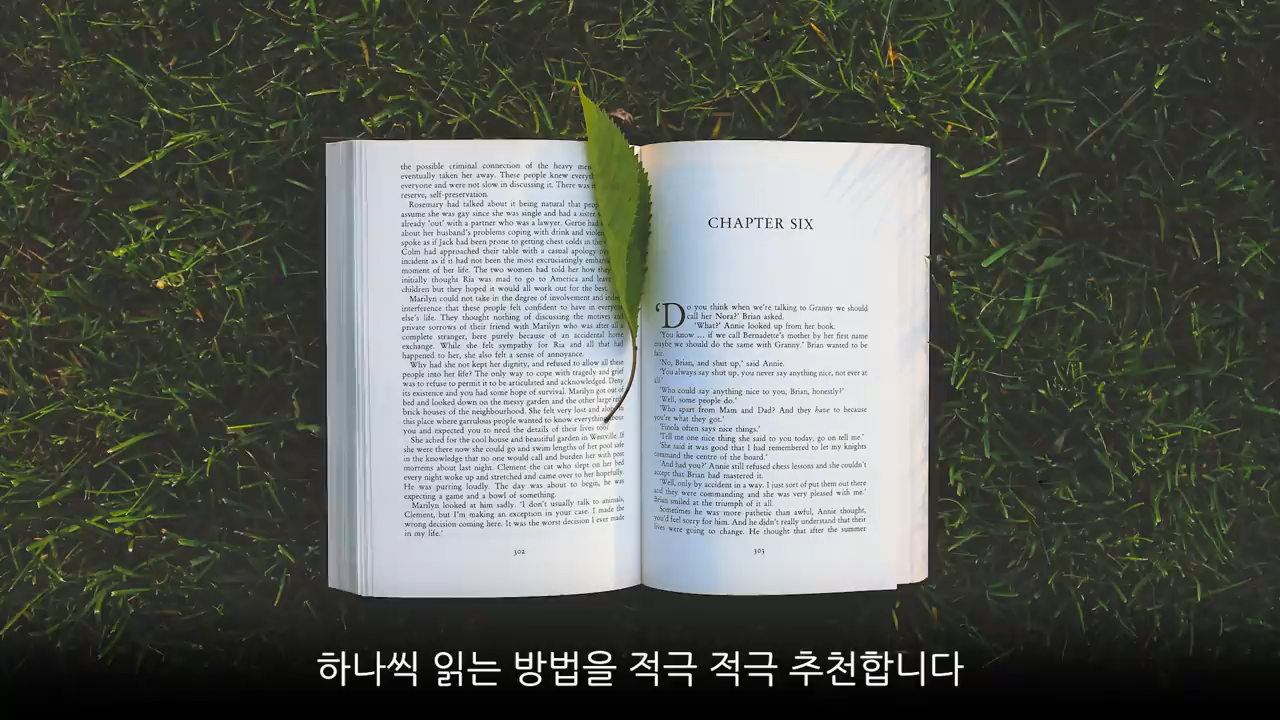 the possible criminal connection of the heavy men
eventually taken her away. These people knew everyth
everyone and were not slow in discussing it. There was
reserve, self-preservation.
Rosemary had talked about it being natural that peop
assume she was gay since she was single and had a sister
already 'out' with a partner who was a lawyer. Gertie had
about her husband's problems coping with drink and violen
spoke as if Jack had been prone to getting chest colds in the
Colm had approached their table with a casual apology
incident as if it had not been the most excruciatingly embarra
moment of her life. The two women had told her how they
initially thought Ria was mad to go to America and leave
children but they hoped it would all work out for the best.
Marilyn could not take in the degree of involvement and indeed
interference that these people felt confident to have in everyone
else's life. They thought nothing of discussing the motives and
private sorrows of their friend with Marilyn who was after all a
complete stranger, here purely because of an accidental home
exchange. While she felt sympathy for Ria and all that had
happened to her, she also felt a sense of annoyance.
Why had she not kept her dignity, and refused to allow all these
people into her life? The only way to cope with tragedy and grief
was to refuse to permit it to be articulated and acknowledged. Deny
its existence and you had some hope of survival. Marilyn got out of
bed and looked down on the messy garden and the other large red-
brick houses of the neighbourhood. She felt very lost and alone in
this place where garrulous people wanted to know everything about
you and expected you to need the details of their lives too.
She ached for the cool house and beautiful garden in Westville. If
she were there now she could go and swim lengths of her pool safe
in the knowledge that no one would call and burden her with post
mortems about last night. Clement the cat who slept on her bed
every night woke up and stretched and came over to her hopefully.
He was purring loudly. The day was about to begin, he was
expecting a game and a bowl of something.
Marilyn looked at him sadly. 'I don't usually talk to animals,
Clement, but I'm making an exception in your case. I made the
wrong decision coming here. It was the worst decision I ever made
in my life.'
302
CHAPTER SIX
'Do you think when we're talking to Granny we should
call her Nora?' Brian asked.
'What?' Annie looked up from her book.
'You know ... if we call Bernadette's mother by her first name
maybe we should do the same with Granny.' Brian wanted to be
fair.
'No, Brian, and shut up,' said Annie.
'You always say shut up, you never say anything nice, not ever at
all.'
'Who could say anything nice to you, Brian, honestly?'
'Well, some people do.'
'Who apart from Mam and Dad? And they have to because
you're what they got.'
'Finola often says nice things.'
'Tell me one nice thing she said to you today, go on tell me.'
'She said it was good that I had remembered to let my knights
command the centre of the board.'
'And had you?' Annie still refused chess lessons and she couldn't
accept that Brian had mastered it.
'Well, only by accident in a way. I just sort of put them out there
and they were commanding and she was very pleased with me.'
Brian smiled at the triumph of it all.
Sometimes he was more pathetic than awful, Annie thought,
you'd feel sorry for him. And he didn't really understand that their
lives were going to change. He thought that after the summer
303
하나씩 읽는 방법을 적극 적극 추천합니다